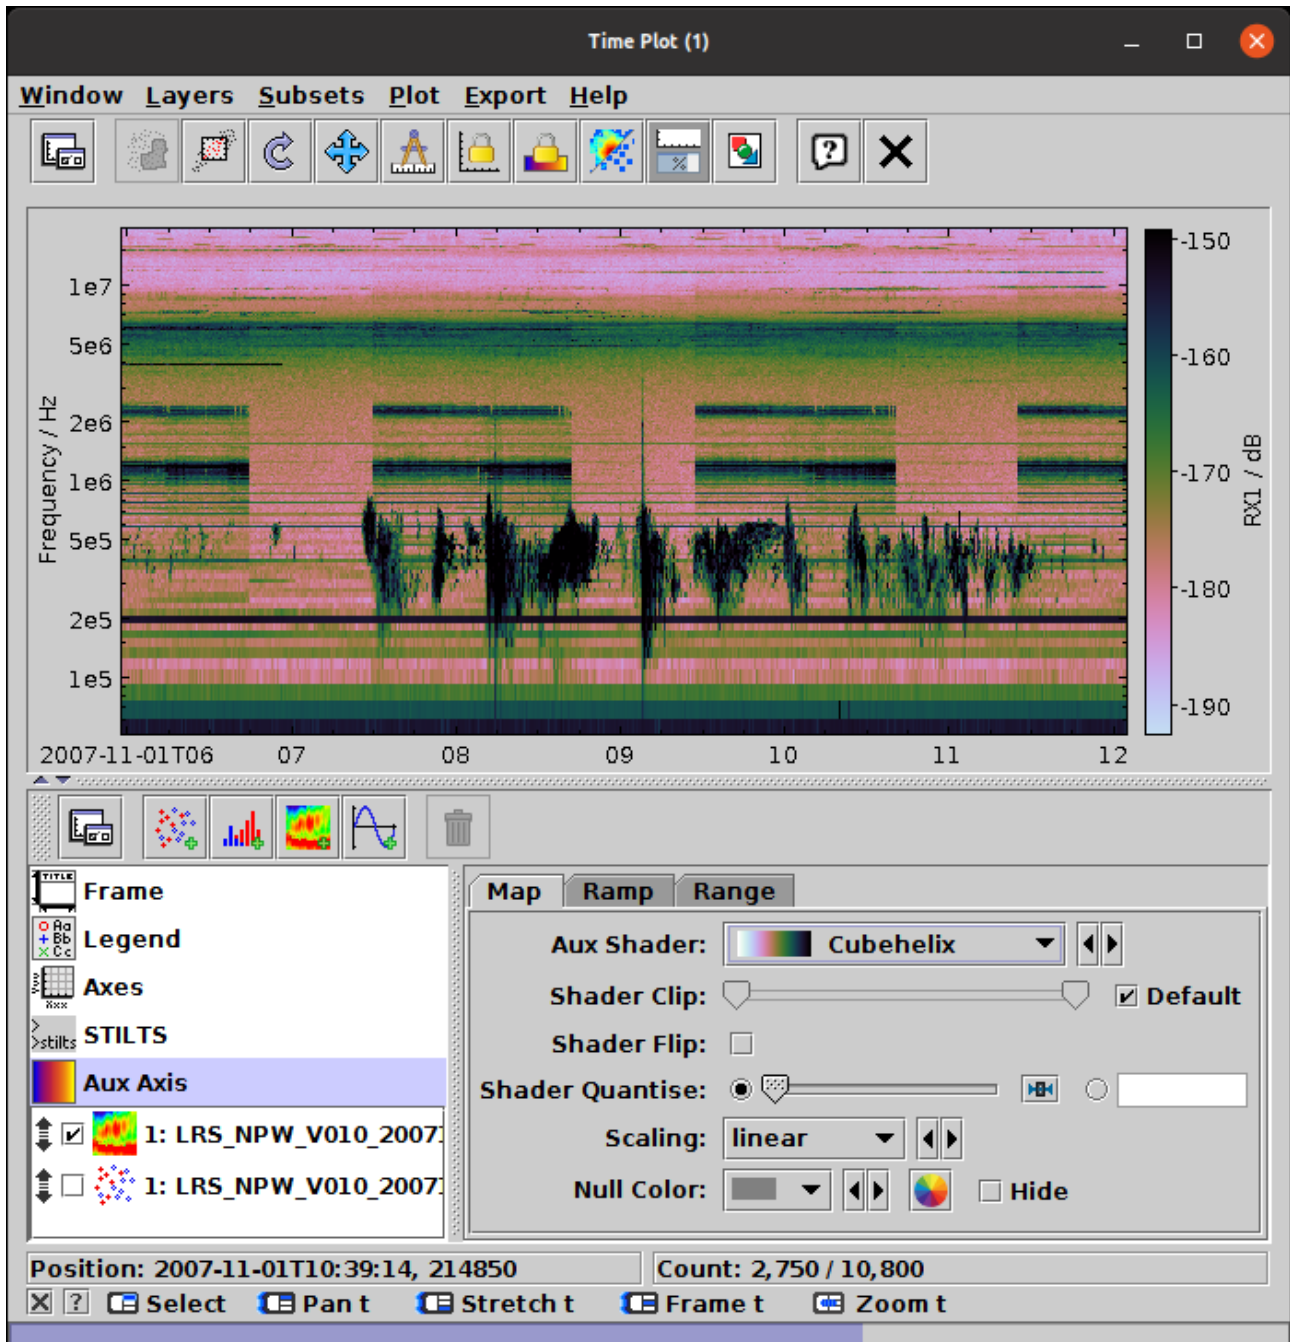 Time Plot (1)
Window Layers Subsets Plot Export Help
-150
1e7
5e6
-160
2e6
-170
1e6
5e5
-180
2e5
1e5
-190
Frequency / Hz
RX1 / dB
2007-11-01T06 07 08 09 10 11 12
Frame
Legend
Axes
STILTS
Aux Axis
1: LRS_NPW_V010_2007
1: LRS_NPW_V010_2007
Map Ramp Range
Aux Shader: Cubehelix
Shader Clip: Default
Shader Flip:
Shader Quantise:
Scaling: linear
Null Color: Hide
Position: 2007-11-01T10:39:14, 214850 Count: 2,750 / 10,800
Select Pan t Stretch t Frame t Zoom t